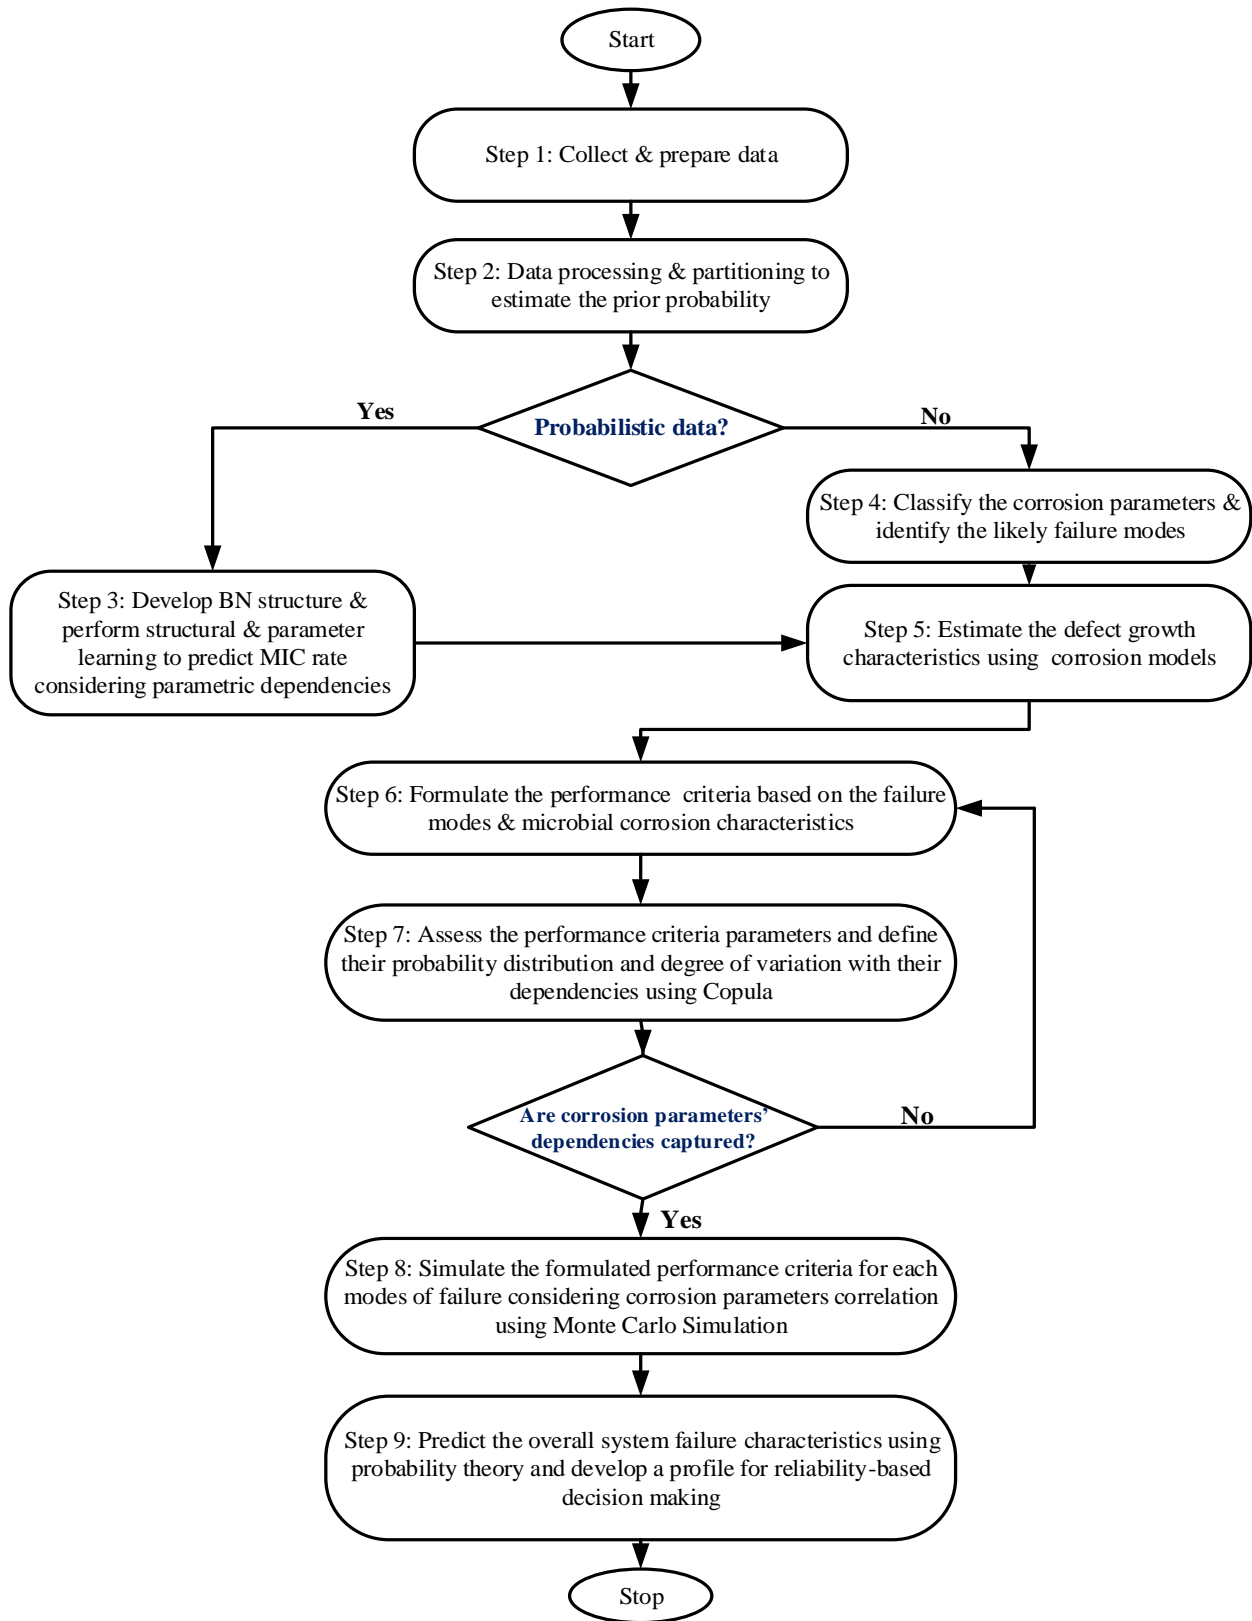 Start
Step 1: Collect & prepare data
Step 2: Data processing & partitioning to
estimate the prior probability
Probabilistic data?
Yes
No
Step 4: Classify the corrosion parameters &
identify the likely failure modes
Step 3: Develop BN structure &
perform structural & parameter
learning to predict MIC rate
considering parametric dependencies
Step 5: Estimate the defect growth
characteristics using corrosion models
Step 6: Formulate the performance criteria based on the failure
modes & microbial corrosion characteristics
Step 7: Assess the performance criteria parameters and define
their probability distribution and degree of variation with their
dependencies using Copula
Are corrosion parameters’
dependencies captured?
No
Yes
Step 8: Simulate the formulated performance criteria for each
modes of failure considering corrosion parameters correlation
using Monte Carlo Simulation
Step 9: Predict the overall system failure characteristics using
probability theory and develop a profile for reliability-based
decision making
Stop